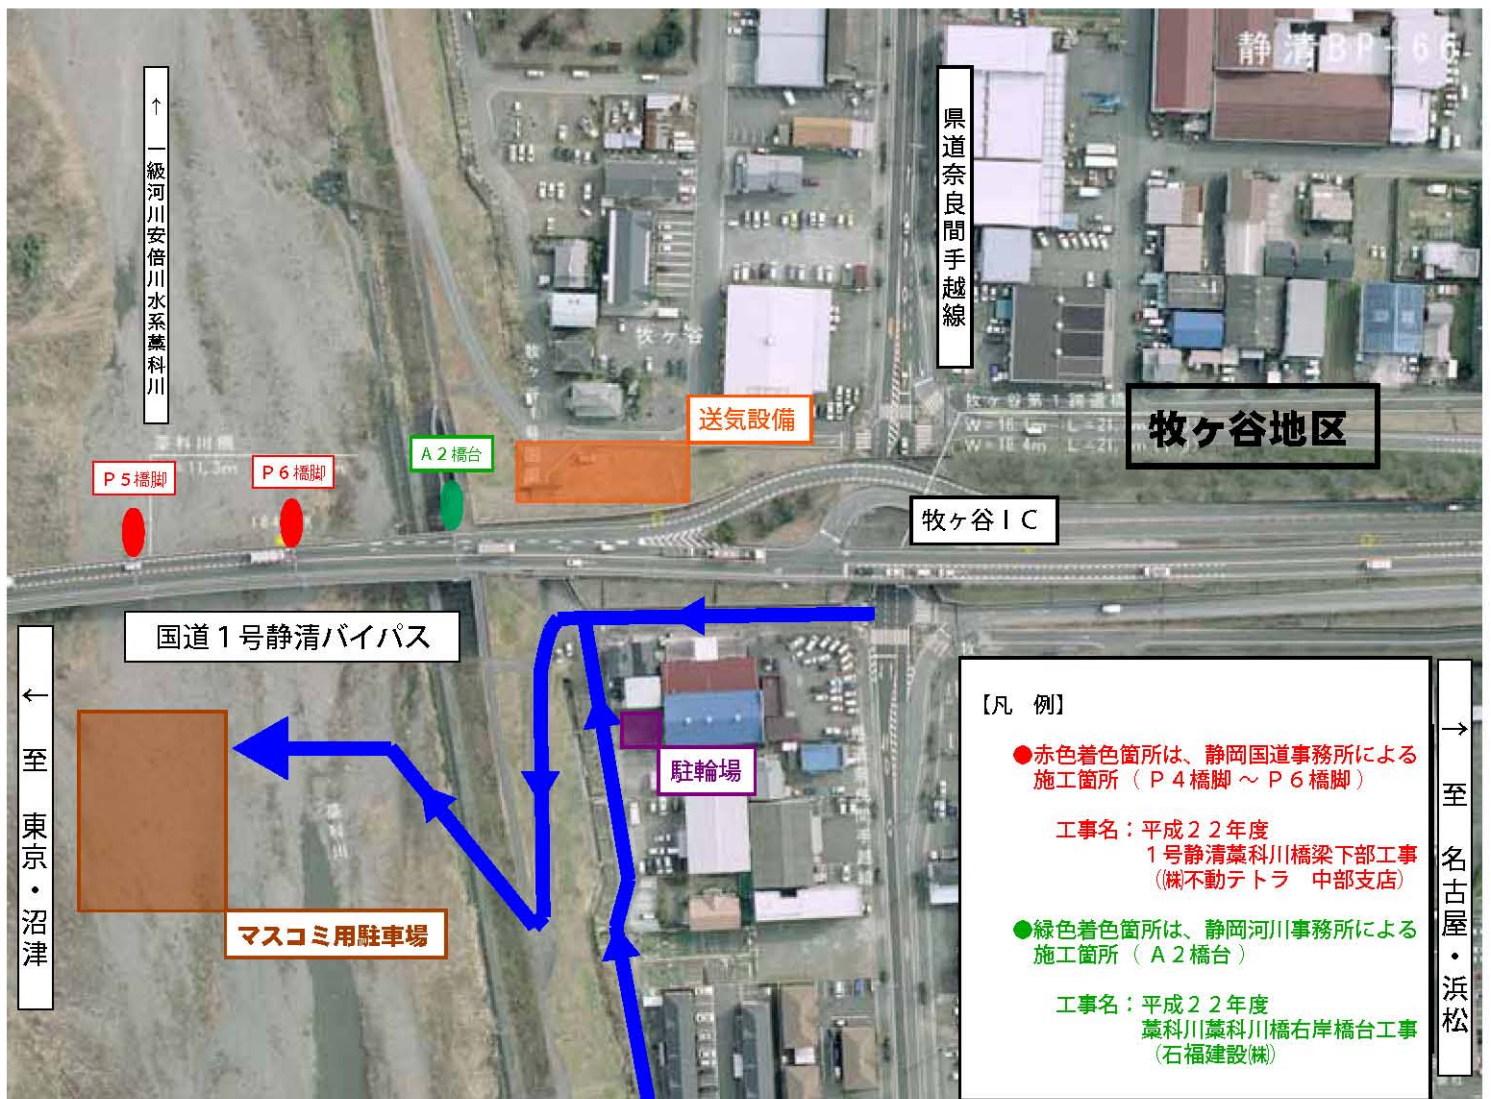 静清BP-66
↑ 一級河川安倍川水系藁科川
県道奈良間手越線
牧ヶ谷
送気設備
牧ヶ谷地区
A2橋台
P6橋脚
P5橋脚
藁科川橋
牧ヶ谷IC
国道1号静清バイパス
← 至 東京・沼津
→ 至 名古屋・浜松
駐輪場
マスコミ用駐車場
【凡 例】
●赤色着色箇所は、静岡国道事務所による
施工箇所(P4橋脚~P6橋脚)
工事名:平成22年度
1号静清藁科川橋梁下部工事
(㈱不動テトラ 中部支店)
●緑色着色箇所は、静岡河川事務所による
施工箇所(A2橋台)
工事名:平成22年度
藁科川藁科川橋右岸橋台工事
(石福建設㈱)